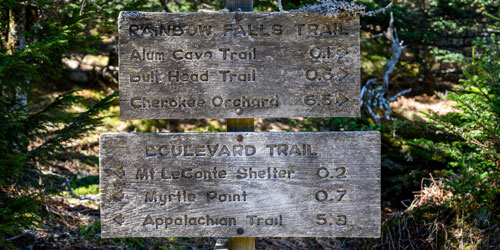 RAINBOW FALLS TRAIL
Alum Cave Trail 0.1 >
Bull Head Trail 0.5 >
Cherokee Orchard 6.5 >
BOULEVARD TRAIL
< Mt LeConte Shelter 0.2
< Myrtle Point 0.7
< Appalachian Trail 5.3